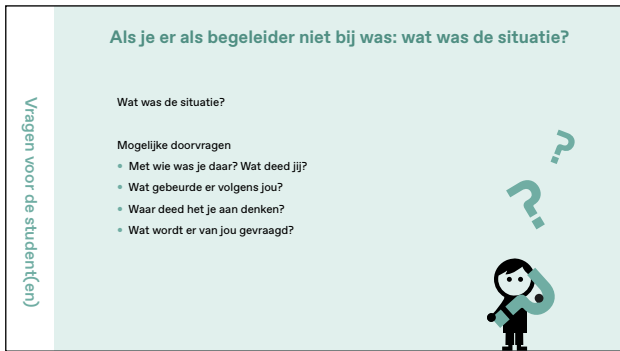 Als je er als begeleider niet bij was: wat was de situatie?
Vragen voor de student(en)
Wat was de situatie?
Mogelijke doorvragen
• Met wie was je daar? Wat deed jij?
• Wat gebeurde er volgens jou?
• Waar deed het je aan denken?
• Wat wordt er van jou gevraagd?
?
?
?